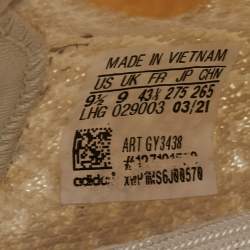 MADE IN VIETNAM
US UK FR JP CHN
9½ 9 43⅓ 275 265
LHG 029003 03/21
ART GY3438
adidas